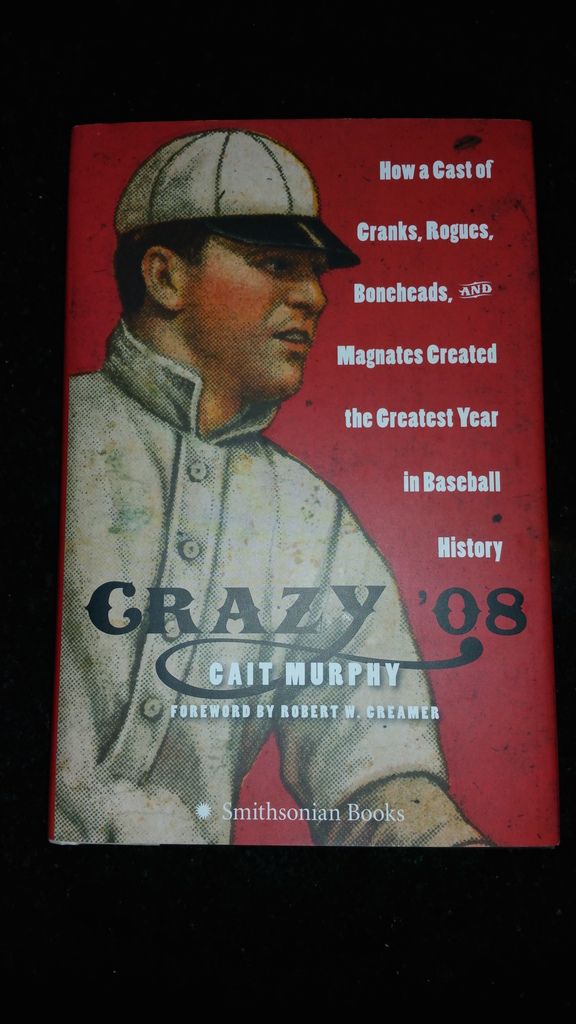 How a Cast of
Cranks, Rogues,
Boneheads, AND
Magnates Created
the Greatest Year
in Baseball
History
CRAZY '08
CAIT MURPHY
FOREWORD BY ROBERT W. CREAMER
Smithsonian Books